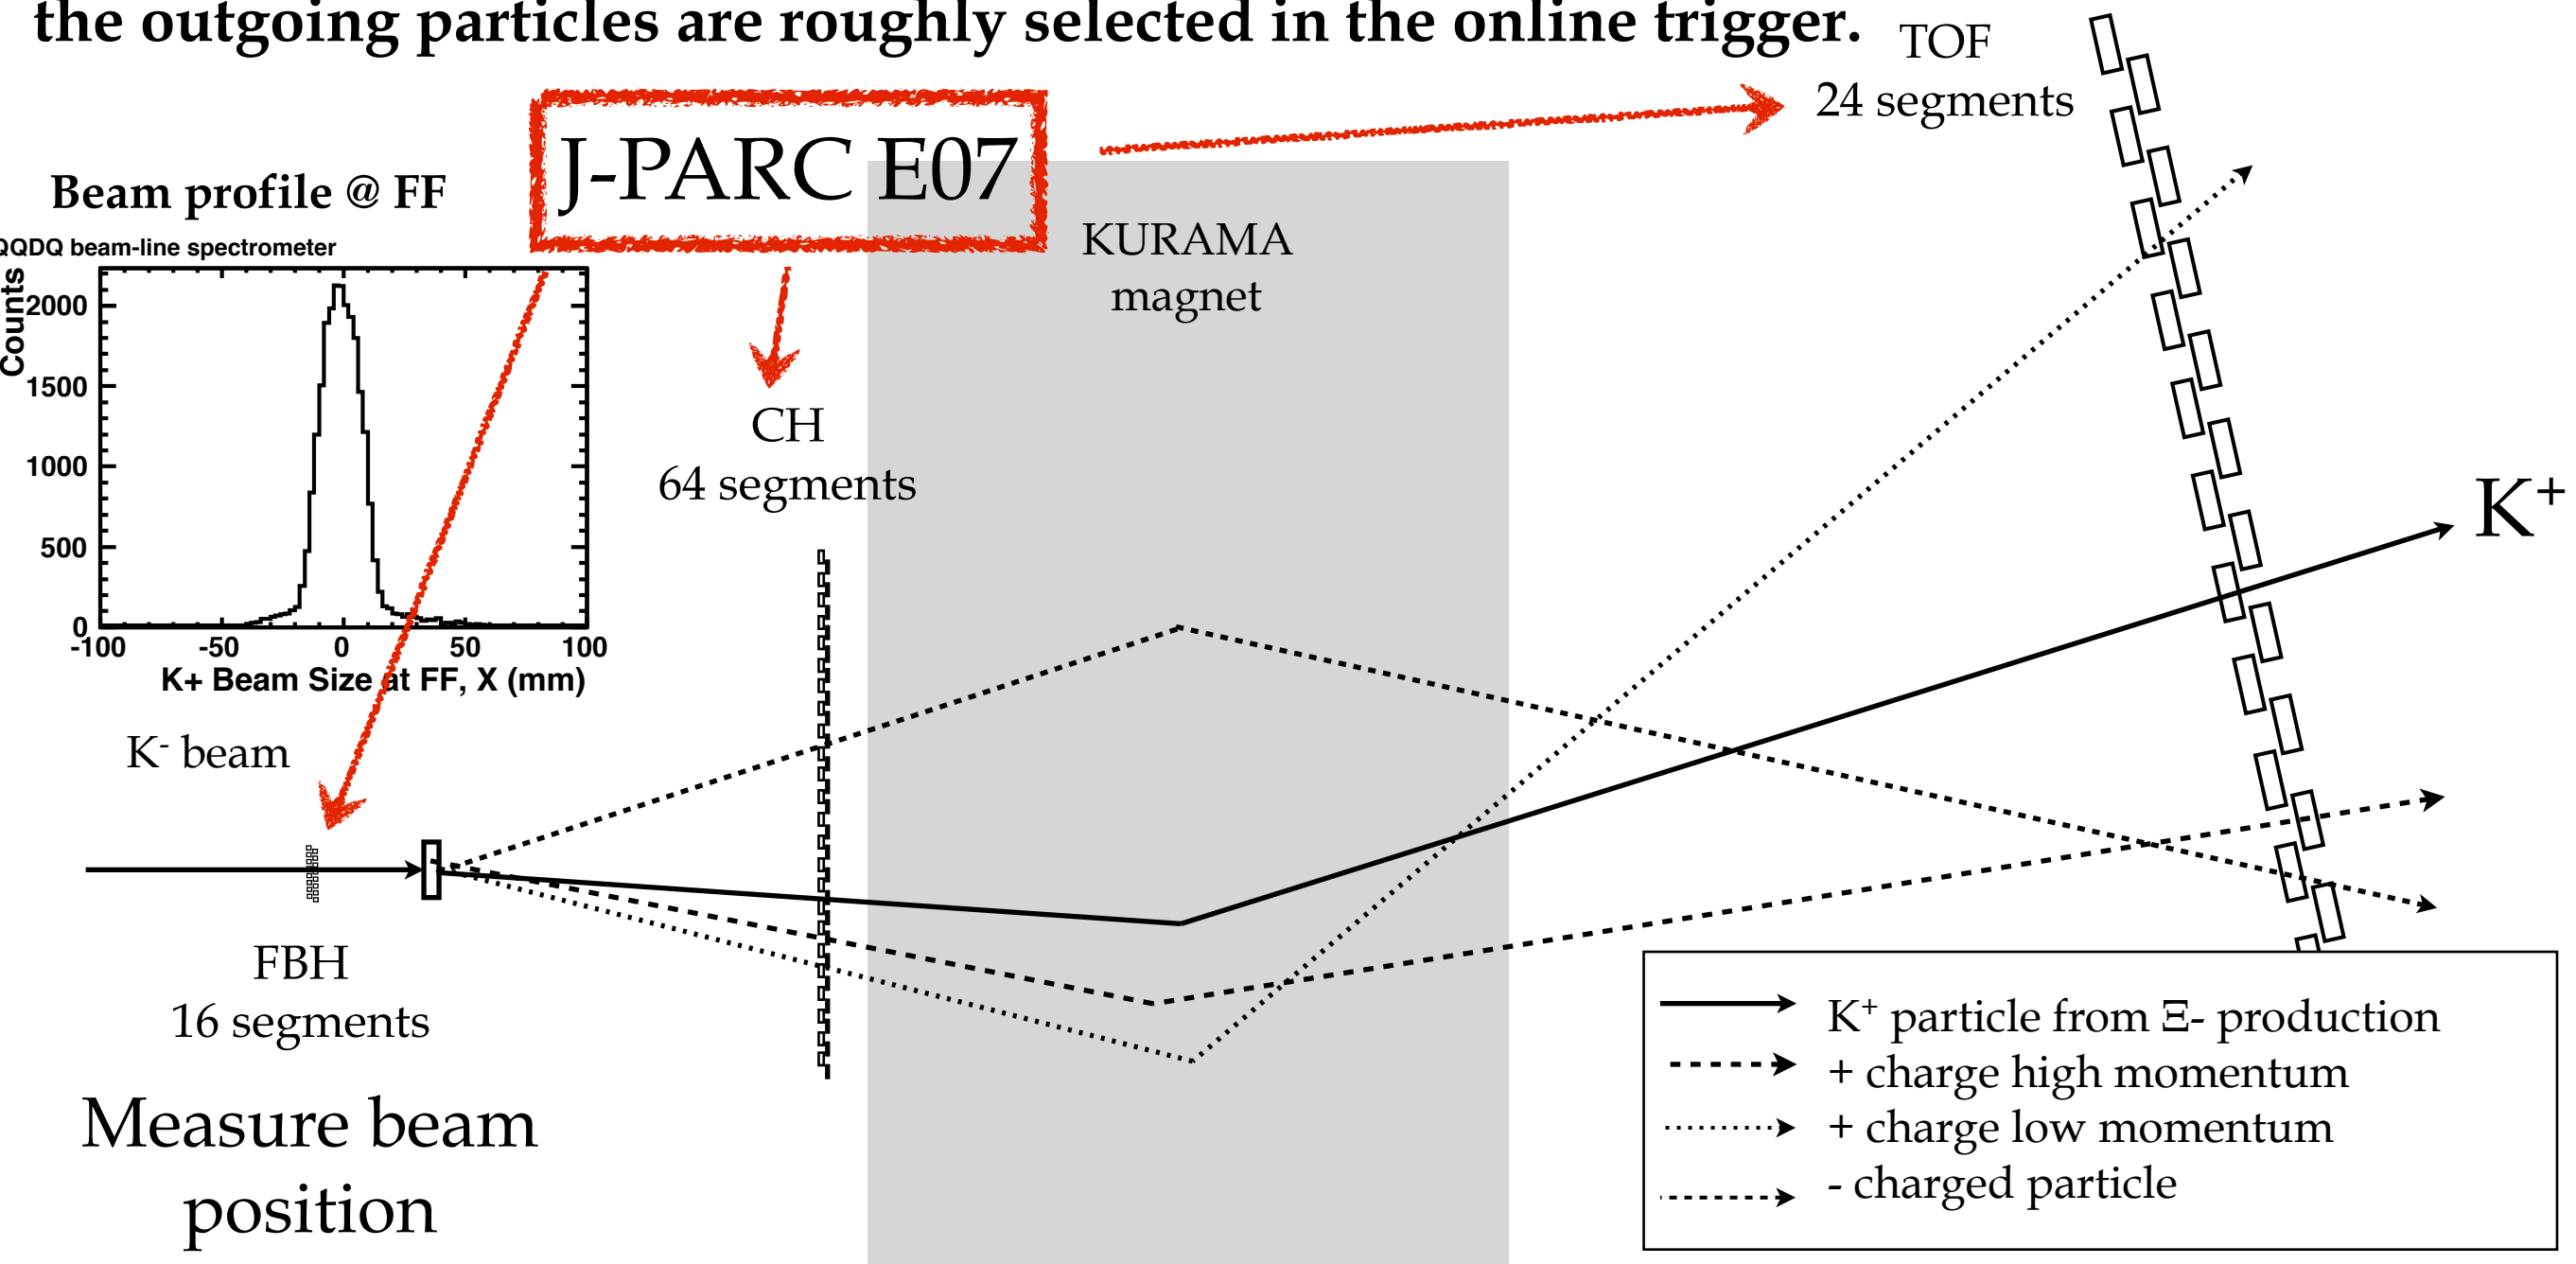 the outgoing particles are roughly selected in the online trigger.
TOF
24 segments
J-PARC E07
Beam profile @ FF
QQDQ beam-line spectrometer
KURAMA
magnet
Counts
2000
1500
1000
500
0
-100
-50
0
50
100
K+ Beam Size at FF, X (mm)
CH
64 segments
K⁺
K⁻ beam
FBH
16 segments
Measure beam
position
K⁺ particle from Ξ- production
+ charge high momentum
+ charge low momentum
- charged particle